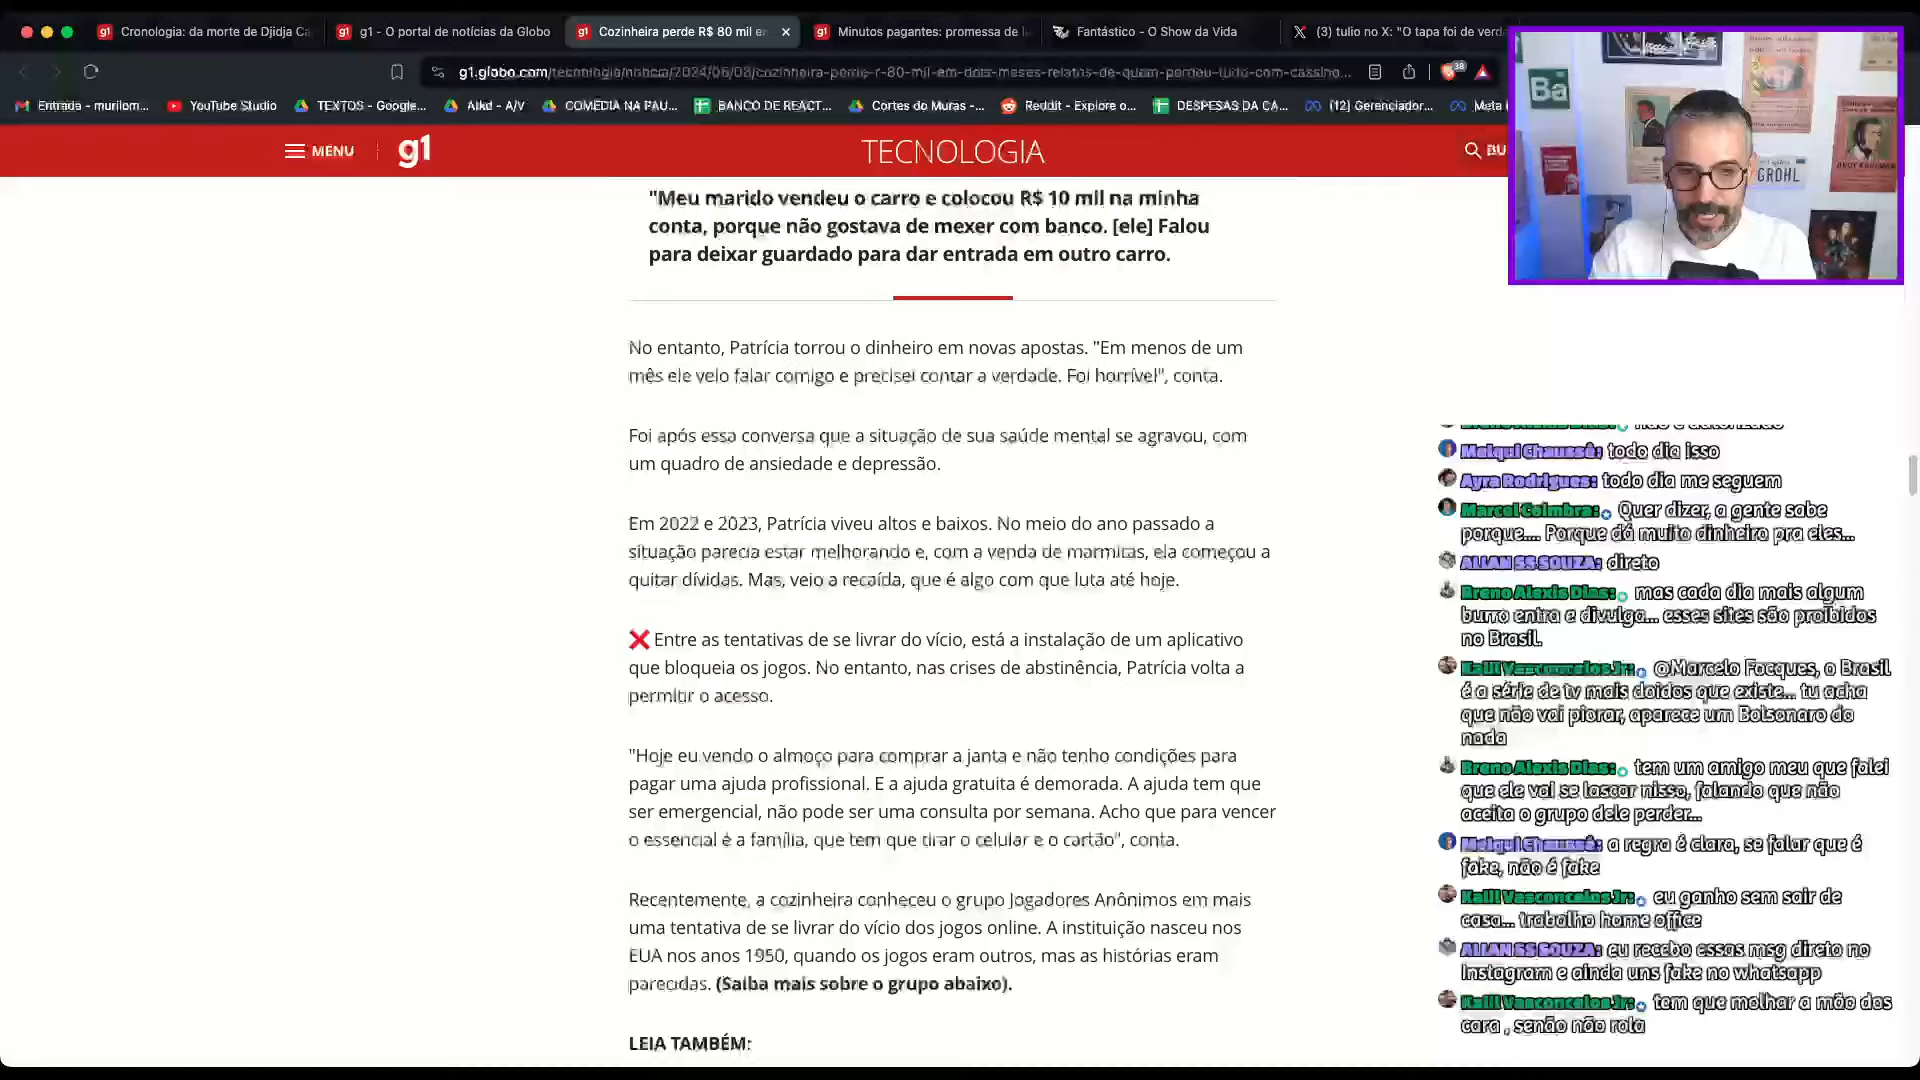 Cronologia: da morte de Djidja Ca
g1 - O portal de notícias da Globo
Cozinheira perde R$ 80 mil em
Minutos pagantes: promessa de l
Fantástico - O Show da Vida
(3) tulio no X: "O tapa foi de verda
g1.globo.com/tecnologia/noticia/2024/06/08/cozinheira-perde-r-80-mil-em-dois-meses-relatos-de-quem-perdeu-tudo-com-cassino...
38
Entrada - murilom...
YouTube Studio
TEXTOS - Google...
Alkd - A/V
COMÉDIA NA PAU...
BANCO DE REACT...
Cortes do Muras -...
Reddit - Explore o...
DESPESAS DA CA...
(12) Gerenciador...
Meta
MENU
g1
TECNOLOGIA
BU
Ba
GROHL
ANDY KAUFMAN
"Meu marido vendeu o carro e colocou R$ 10 mil na minha
conta, porque não gostava de mexer com banco. [ele] Falou
para deixar guardado para dar entrada em outro carro.
No entanto, Patrícia torrou o dinheiro em novas apostas. "Em menos de um
mês ele veio falar comigo e precisei contar a verdade. Foi horrível", conta.
Foi após essa conversa que a situação de sua saúde mental se agravou, com
um quadro de ansiedade e depressão.
Em 2022 e 2023, Patrícia viveu altos e baixos. No meio do ano passado a
situação parecia estar melhorando e, com a venda de marmitas, ela começou a
quitar dívidas. Mas, veio a recaída, que é algo com que luta até hoje.
❌ Entre as tentativas de se livrar do vício, está a instalação de um aplicativo
que bloqueia os jogos. No entanto, nas crises de abstinência, Patrícia volta a
permitir o acesso.
"Hoje eu vendo o almoço para comprar a janta e não tenho condições para
pagar uma ajuda profissional. E a ajuda gratuita é demorada. A ajuda tem que
ser emergencial, não pode ser uma consulta por semana. Acho que para vencer
o essencial é a família, que tem que tirar o celular e o cartão", conta.
Recentemente, a cozinheira conheceu o grupo Jogadores Anônimos em mais
uma tentativa de se livrar do vício dos jogos online. A instituição nasceu nos
EUA nos anos 1950, quando os jogos eram outros, mas as histórias eram
parecidas. (Saiba mais sobre o grupo abaixo).
LEIA TAMBÉM:
Breno Alexis Dias: não é autorizado
Meiqui Chaussê: todo dia isso
Ayra Rodrigues: todo dia me seguem
Marcel Coimbra: Quer dizer, a gente sabe
porque.... Porque dá muito dinheiro pra eles...
ALLAN SS SOUZA: direto
Breno Alexis Dias: mas cada dia mais algum
burro entra e divulga... esses sites são proibidos
no Brasil.
Kalil Vasconcelos Jr: @Marcelo Focques, o Brasil
é a série de tv mais doidos que existe... tu acha
que não vai piorar, aparece um Bolsonaro do
nada
Breno Alexis Dias: tem um amigo meu que falei
que ele vai se lascar nisso, falando que não
aceita o grupo dele perder...
Meiqui Chaussê: a regra é clara, se falar que é
fake, não é fake
Kalil Vasconcelos Jr: eu ganho sem sair de
casa... trabalho home office
ALLAN SS SOUZA: eu recebo essas msg direto no
Instagram e ainda uns fake no whatsapp
Kalil Vasconcelos Jr: tem que molhar a mão dos
cara , senão não rola